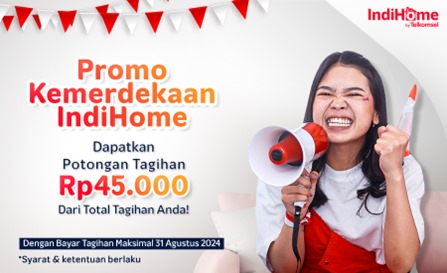 IndiHome
by Telkomsel
Promo
Kemerdekaan
IndiHome
Dapatkan
Potongan Tagihan
Rp45.000
Dari Total Tagihan Anda!
Dengan Bayar Tagihan Maksimal 31 Agustus 2024
*Syarat & ketentuan berlaku